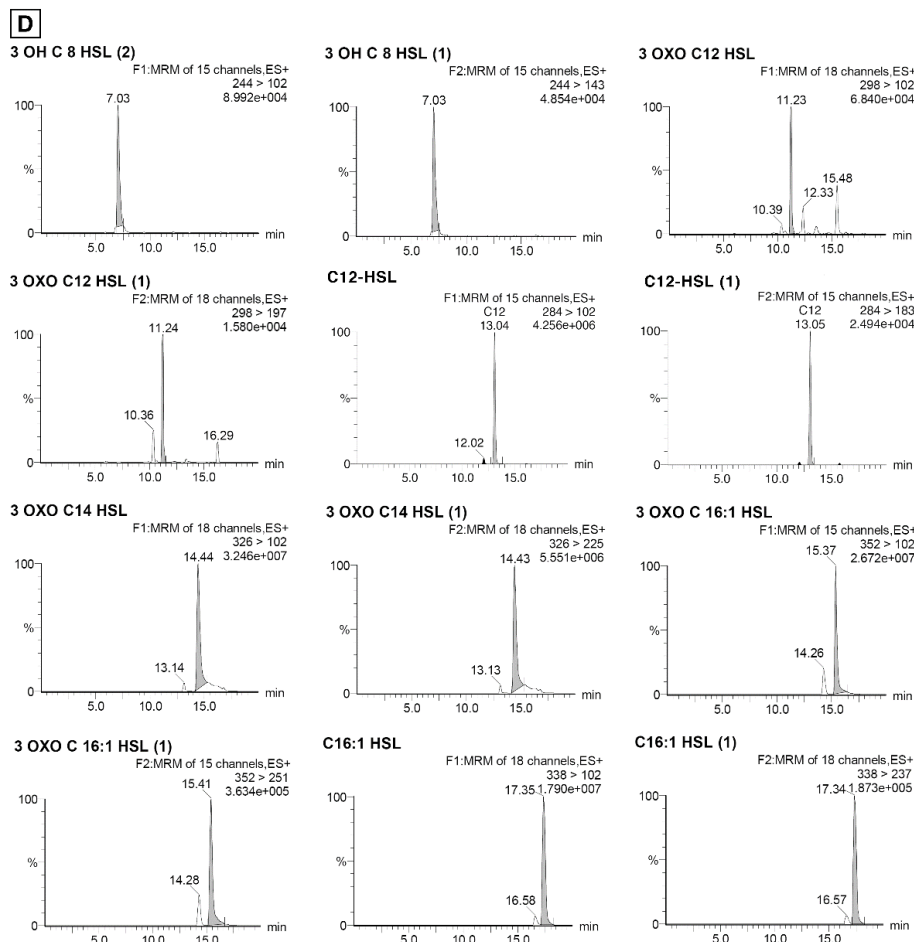 D
3 OH C 8 HSL (2)
F1:MRM of 15 channels,ES+
244 > 102
8.992e+004
7.03
100
%
0
5.0 10.0 15.0 min
3 OH C 8 HSL (1)
F2:MRM of 15 channels,ES+
244 > 143
4.854e+004
7.03
100
%
0
5.0 10.0 15.0 min
3 OXO C12 HSL
F1:MRM of 18 channels,ES+
298 > 102
6.840e+004
11.23
100
%
15.48
12.33
10.39
0
5.0 10.0 15.0 min
3 OXO C12 HSL (1)
F2:MRM of 18 channels,ES+
298 > 197
1.580e+004
11.24
100
%
10.36
16.29
0
5.0 10.0 15.0 min
C12-HSL
F1:MRM of 15 channels,ES+
C12 284 > 102
13.04 4.256e+006
100
%
12.02
0
5.0 10.0 15.0 min
C12-HSL (1)
F2:MRM of 15 channels,ES+
C12 284 > 183
13.05 2.494e+004
100
%
0
5.0 10.0 15.0 min
3 OXO C14 HSL
F1:MRM of 18 channels,ES+
326 > 102
14.44 3.246e+007
100
%
13.14
0
5.0 10.0 15.0 min
3 OXO C14 HSL (1)
F2:MRM of 18 channels,ES+
326 > 225
14.43 5.551e+006
100
%
13.13
0
5.0 10.0 15.0 min
3 OXO C 16:1 HSL
F1:MRM of 15 channels,ES+
352 > 102
15.37 2.672e+007
100
%
14.26
0
5.0 10.0 15.0 min
3 OXO C 16:1 HSL (1)
F2:MRM of 15 channels,ES+
352 > 251
15.41 3.634e+005
100
%
14.28
0
5.0 10.0 15.0 min
C16:1 HSL
F1:MRM of 18 channels,ES+
338 > 102
17.35 1.790e+007
100
%
16.58
0
5.0 10.0 15.0 min
C16:1 HSL (1)
F2:MRM of 18 channels,ES+
338 > 237
17.34 1.873e+005
100
%
16.57
0
5.0 10.0 15.0 min